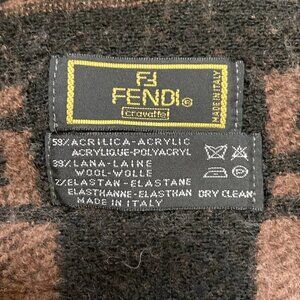 FENDI®
cravatte
MADE IN ITALY
59% ACRILICA-ACRYLIC
ACRYLIQUE-POLYACRYL
39% LANA-LAINE
WOOL-WOLLE
2% ELASTAN-ELASTANE
ELASTHANNE-ELASTHAN DRY CLEAN
MADE IN ITALY